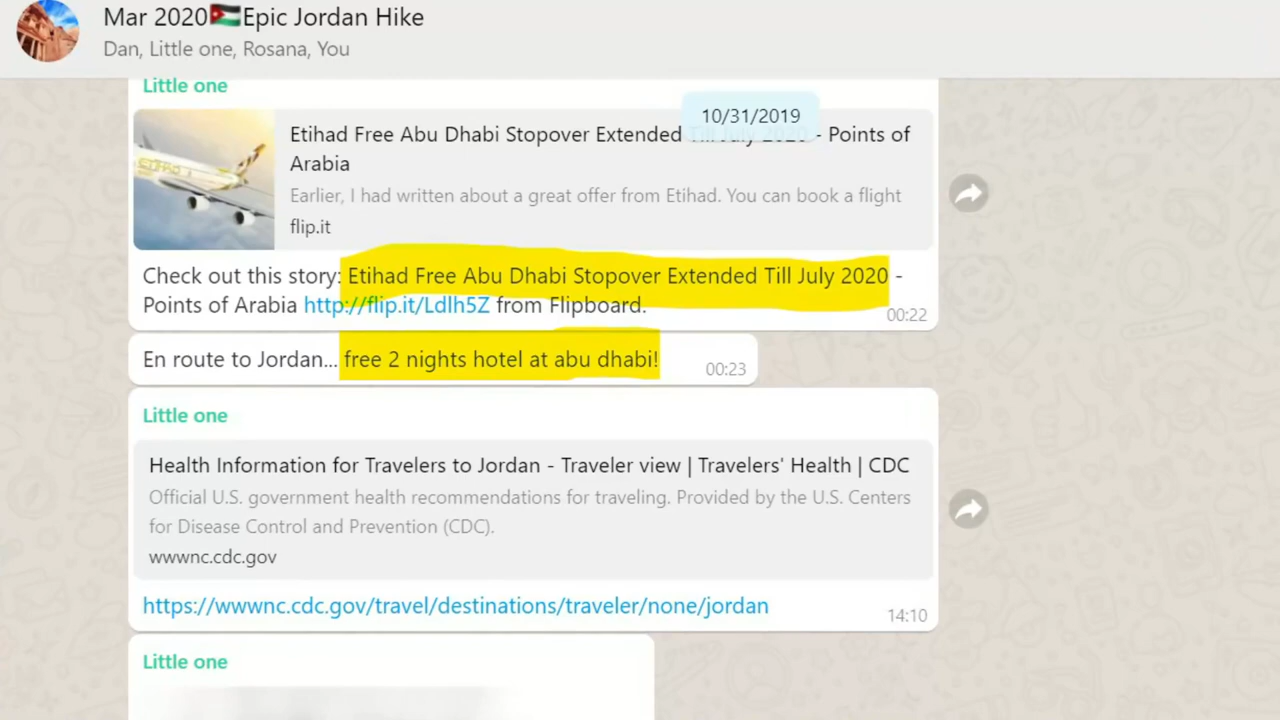 Mar 2020🇯🇴Epic Jordan Hike
Dan, Little one, Rosana, You
Little one
10/31/2019
Etihad Free Abu Dhabi Stopover Extended Till July 2020 - Points of
Arabia
Earlier, I had written about a great offer from Etihad. You can book a flight
flip.it
Check out this story: Etihad Free Abu Dhabi Stopover Extended Till July 2020 -
Points of Arabia http://flip.it/Ldlh5Z from Flipboard.
00:22
En route to Jordan... free 2 nights hotel at abu dhabi!
00:23
Little one
Health Information for Travelers to Jordan - Traveler view | Travelers' Health | CDC
Official U.S. government health recommendations for traveling. Provided by the U.S. Centers
for Disease Control and Prevention (CDC).
wwwnc.cdc.gov
https://wwwnc.cdc.gov/travel/destinations/traveler/none/jordan
14:10
Little one